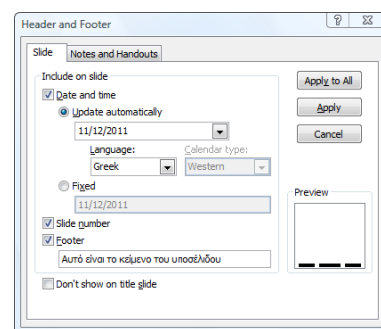 Header and Footer
Slide
Notes and Handouts
Include on slide
Date and time
Update automatically
11/12/2011
Language:
Calendar type:
Greek
Western
Fixed
11/12/2011
Slide number
Footer
Αυτό είναι το κείμενο του υποσέλιδου
Don't show on title slide
Apply to All
Apply
Cancel
Preview